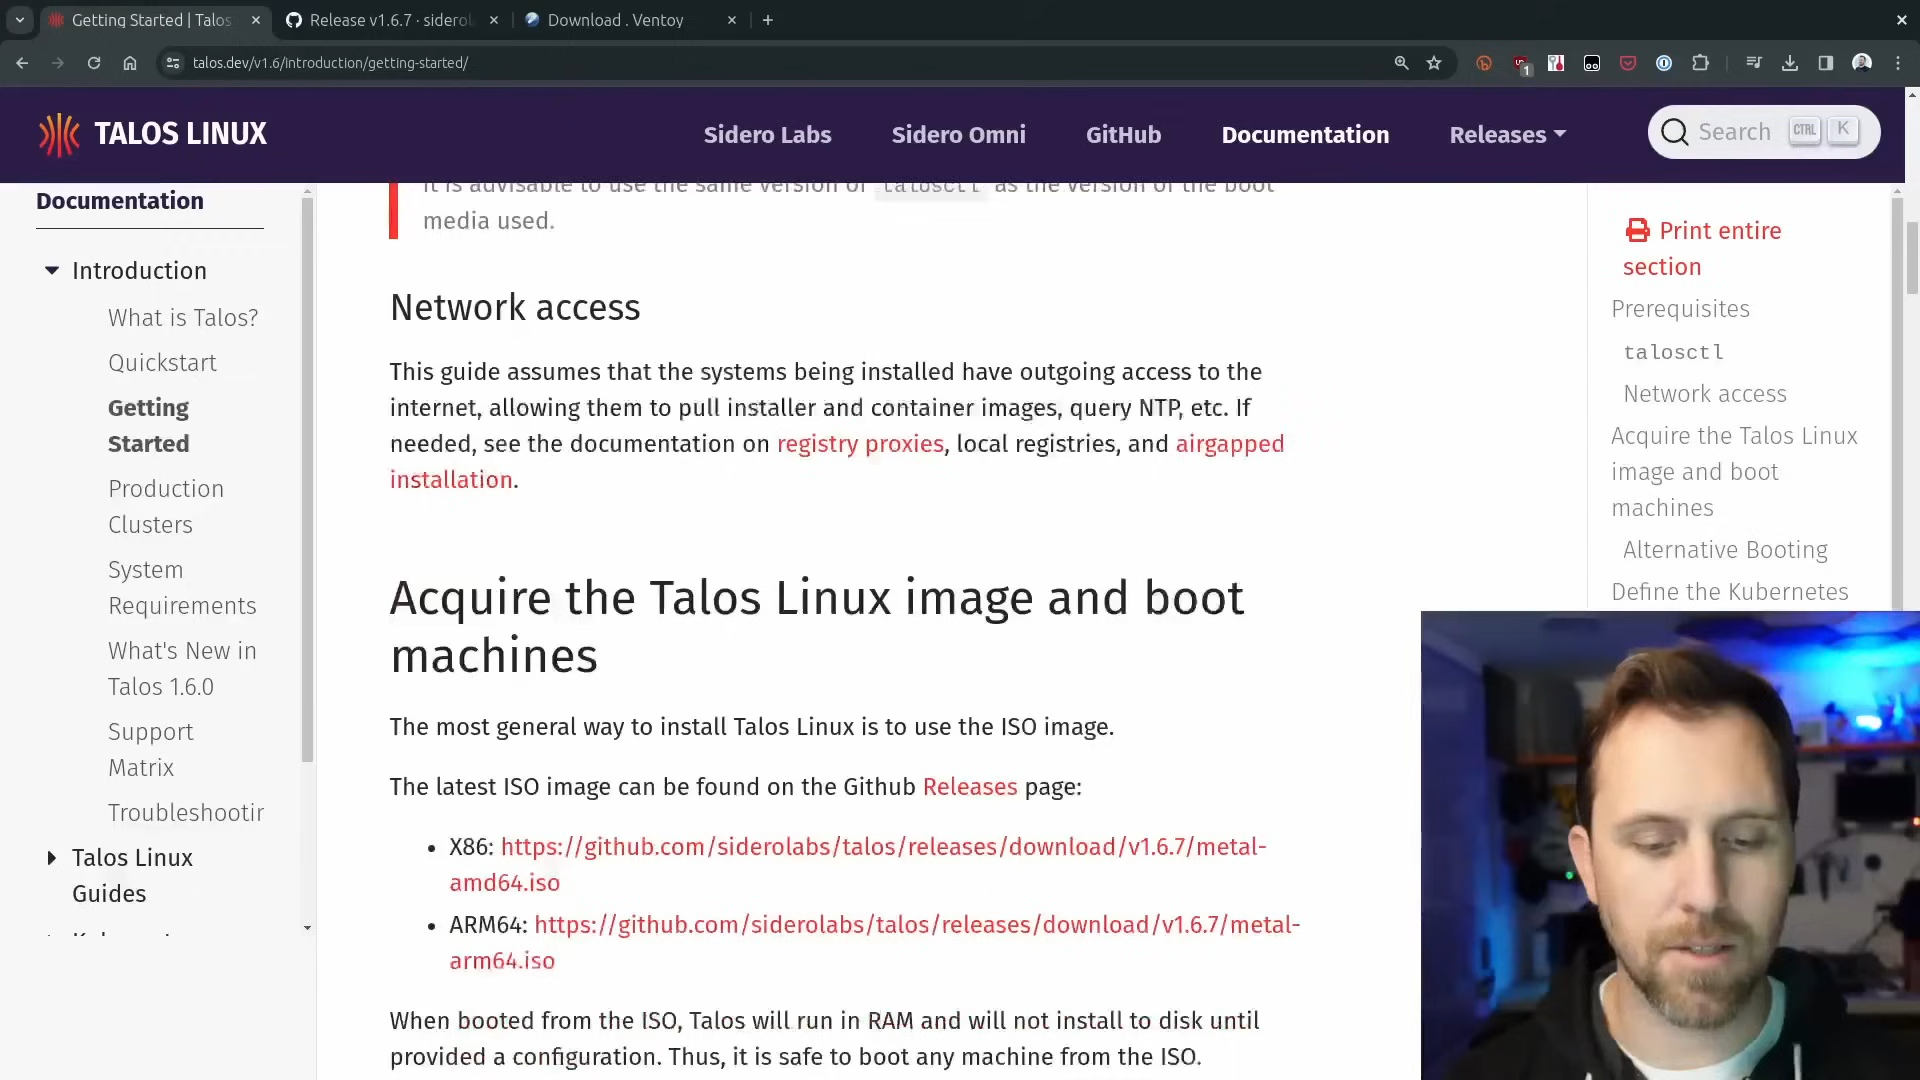 Getting Started | Talos
Release v1.6.7 · siderol
Download . Ventoy
talos.dev/v1.6/introduction/getting-started/
1
TALOS LINUX
Sidero Labs
Sidero Omni
GitHub
Documentation
Releases
Search
CTRL
K
Documentation
Introduction
What is Talos?
Quickstart
Getting
Started
Production
Clusters
System
Requirements
What's New in
Talos 1.6.0
Support
Matrix
Troubleshootin
Talos Linux
Guides
It is advisable to use the same version of talosctl as the version of the boot
media used.
Network access
This guide assumes that the systems being installed have outgoing access to the
internet, allowing them to pull installer and container images, query NTP, etc. If
needed, see the documentation on registry proxies, local registries, and airgapped
installation.
Acquire the Talos Linux image and boot
machines
The most general way to install Talos Linux is to use the ISO image.
The latest ISO image can be found on the Github Releases page:
• X86: https://github.com/siderolabs/talos/releases/download/v1.6.7/metal-
amd64.iso
• ARM64: https://github.com/siderolabs/talos/releases/download/v1.6.7/metal-
arm64.iso
When booted from the ISO, Talos will run in RAM and will not install to disk until
provided a configuration. Thus, it is safe to boot any machine from the ISO.
Print entire
section
Prerequisites
talosctl
Network access
Acquire the Talos Linux
image and boot
machines
Alternative Booting
Define the Kubernetes